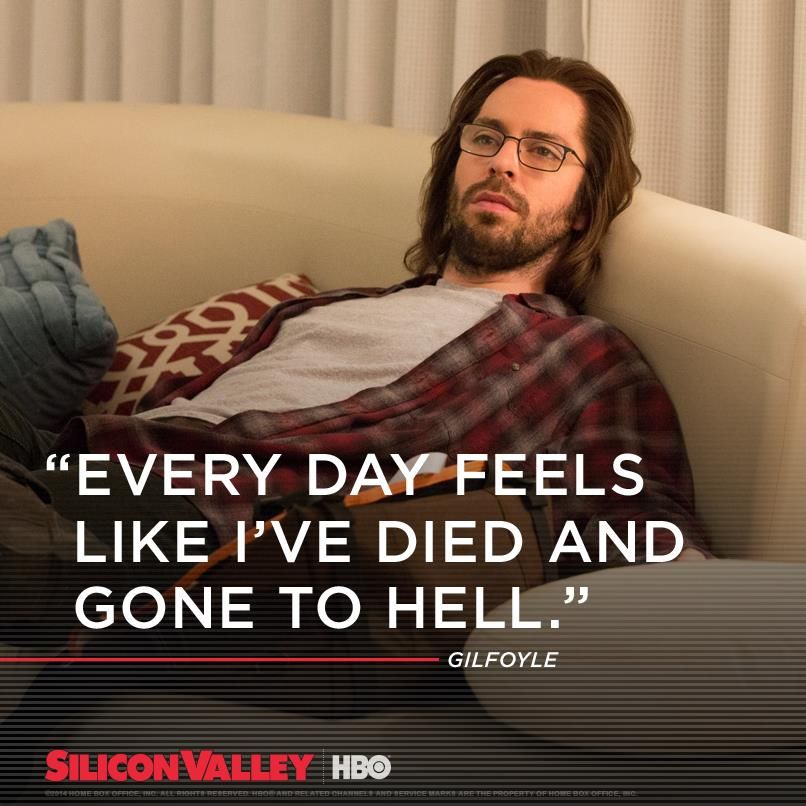 “EVERY DAY FEELS
LIKE I’VE DIED AND
GONE TO HELL.”
GILFOYLE
SILICON VALLEY HBO®
©2014 HOME BOX OFFICE, INC. ALL RIGHTS RESERVED. HBO® AND RELATED CHANNELS AND SERVICE MARKS ARE THE PROPERTY OF HOME BOX OFFICE, INC.